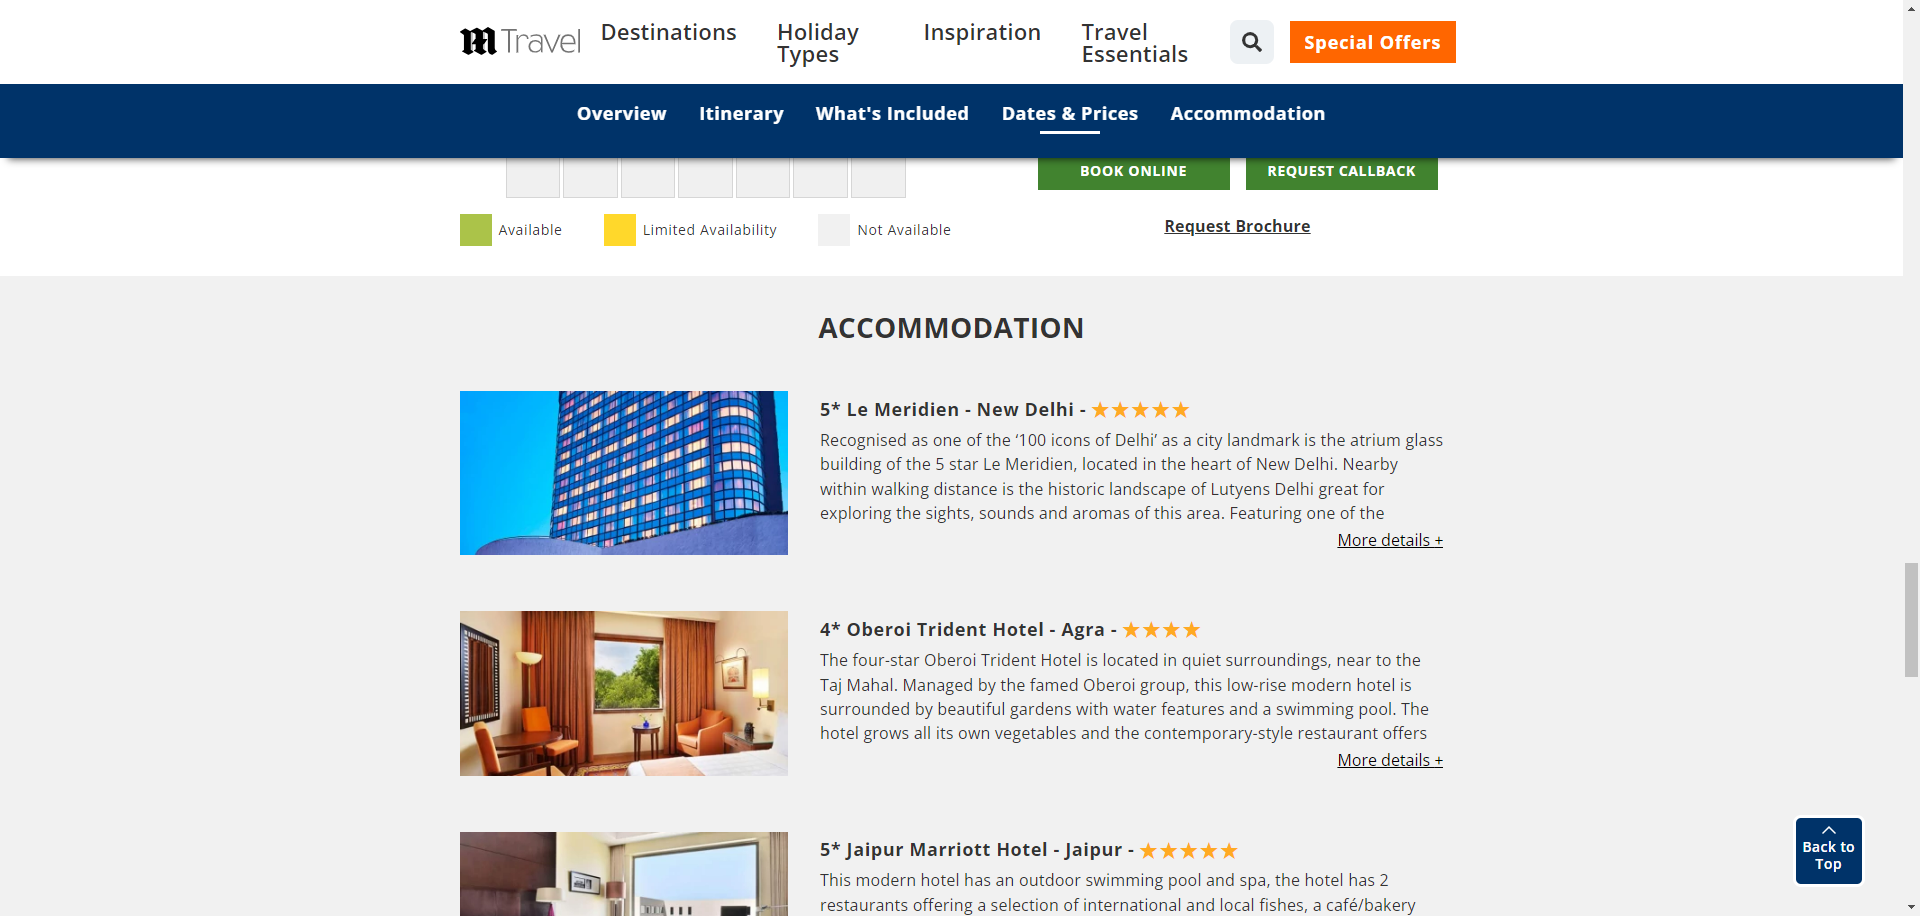 m Travel
Destinations
Holiday Types
Inspiration
Travel Essentials
Special Offers
Overview
Itinerary
What's Included
Dates & Prices
Accommodation
BOOK ONLINE
REQUEST CALLBACK
Available
Limited Availability
Not Available
Request Brochure
ACCOMMODATION
5* Le Meridien - New Delhi -
Recognised as one of the ‘100 icons of Delhi’ as a city landmark is the atrium glass
building of the 5 star Le Meridien, located in the heart of New Delhi. Nearby
within walking distance is the historic landscape of Lutyens Delhi great for
exploring the sights, sounds and aromas of this area. Featuring one of the
More details +
4* Oberoi Trident Hotel - Agra -
The four-star Oberoi Trident Hotel is located in quiet surroundings, near to the
Taj Mahal. Managed by the famed Oberoi group, this low-rise modern hotel is
surrounded by beautiful gardens with water features and a swimming pool. The
hotel grows all its own vegetables and the contemporary-style restaurant offers
More details +
5* Jaipur Marriott Hotel - Jaipur -
This modern hotel has an outdoor swimming pool and spa, the hotel has 2
restaurants offering a selection of international and local fishes, a café/bakery
Back to
Top